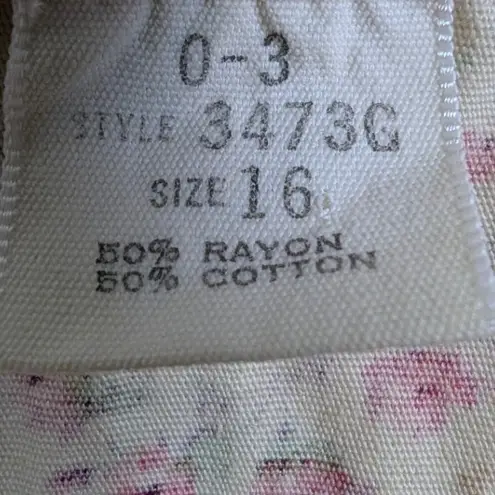 0-3
STYLE 3473G
SIZE 16
50% RAYON
50% COTTON